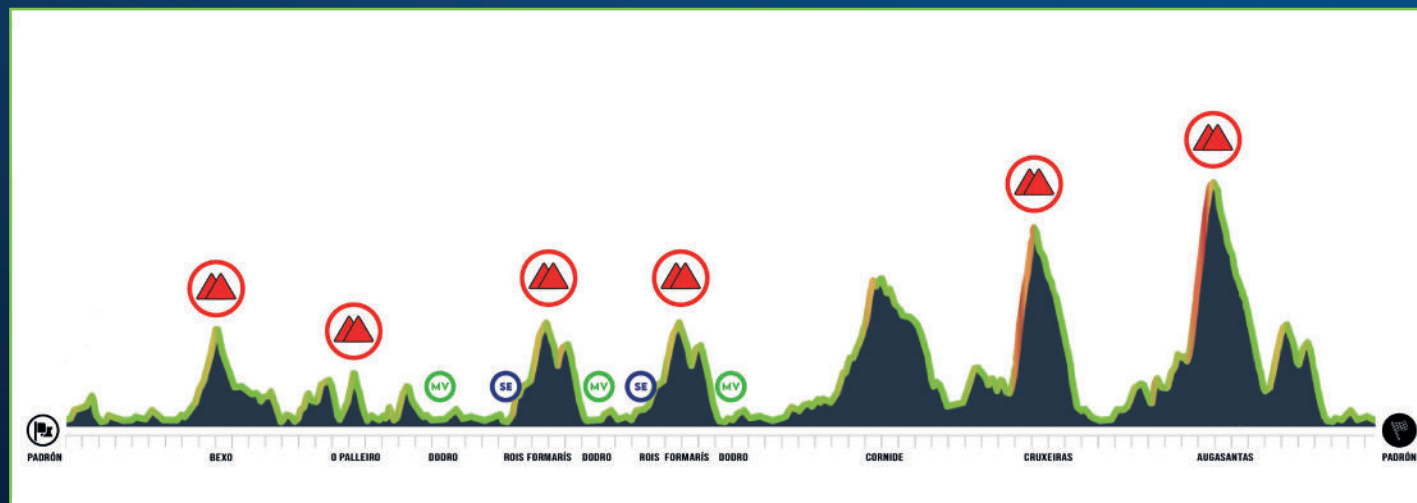 MV
SE
MV
SE
MV
PADRÓN
BEXO
O PALLEIRO
DODRO
ROIS FORMARÍS
DODRO
ROIS FORMARÍS
DODRO
CORNIDE
CRUXEIRAS
AUGASANTAS
PADRÓN